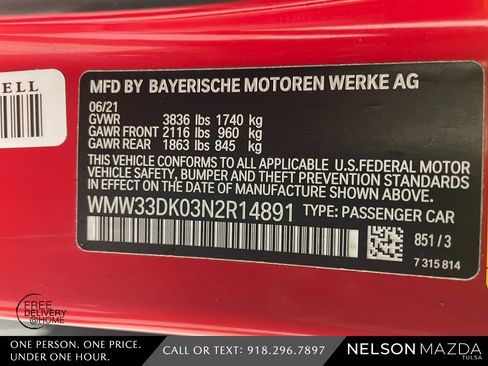 ELL
MFD BY BAYERISCHE MOTOREN WERKE AG
06/21
GVWR 3836 lbs 1740 kg
GAWR FRONT 2116 lbs 960 kg
GAWR REAR 1863 lbs 845 kg
THIS VEHICLE CONFORMS TO ALL APPLICABLE U.S.FEDERAL MOTOR
VEHICLE SAFETY, BUMPER AND THEFT PREVENTION STANDARDS
IN EFFECT ON THE DATE OF MANUFACTURE SHOWN ABOVE.
WMW33DK03N2R14891 TYPE: PASSENGER CAR
851/3
7 315 814
FREE
DELIVERY
@HOME
ONE PERSON. ONE PRICE.
UNDER ONE HOUR.
CALL OR TEXT: 918.296.7897
NELSON MAZDA
TULSA